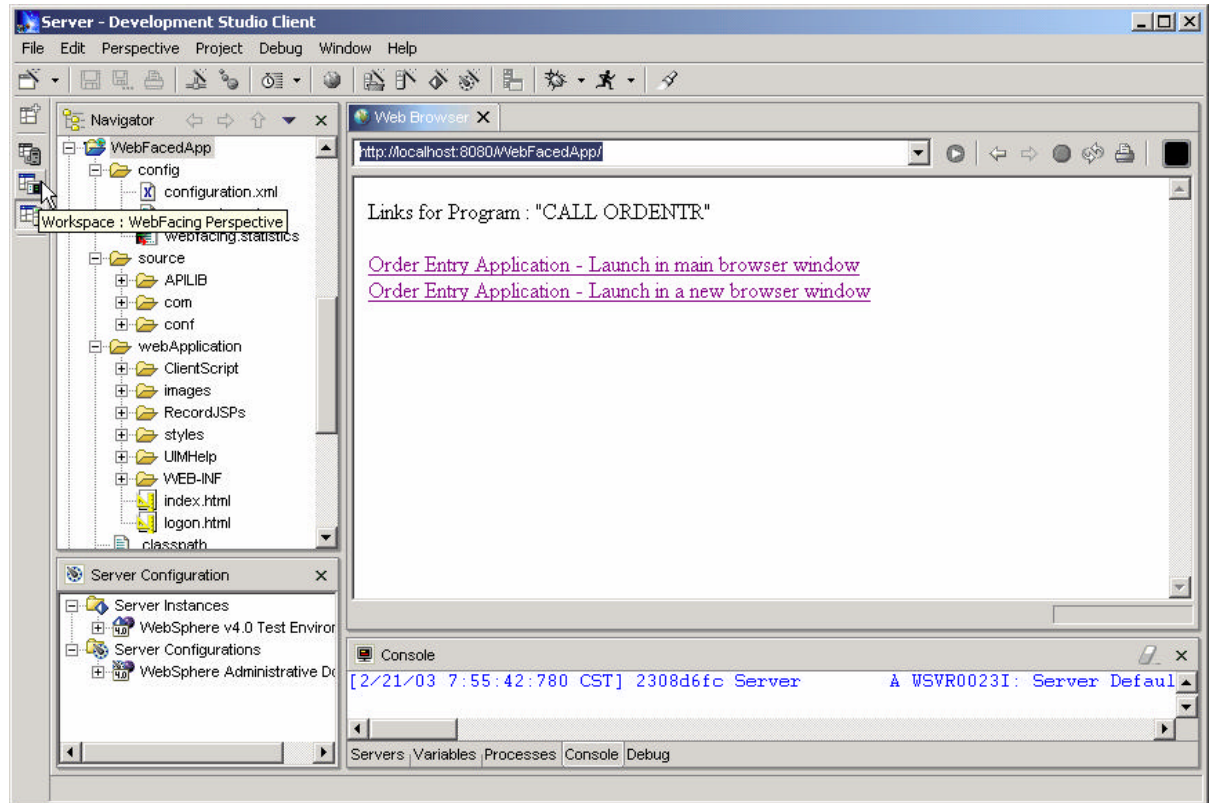 Server - Development Studio Client
File Edit Perspective Project Debug Window Help
Navigator
WebFacedApp
config
configuration.xml
Workspace : WebFacing Perspective
webfacing.statistics
source
APILIB
com
conf
webApplication
ClientScript
images
RecordJSPs
styles
UIMHelp
WEB-INF
index.html
logon.html
classpath
Server Configuration
Server Instances
WebSphere v4.0 Test Environ
Server Configurations
WebSphere Administrative Do
Web Browser
http://localhost:8080/WebFacedApp/
Links for Program : "CALL ORDENTR"
Order Entry Application - Launch in main browser window
Order Entry Application - Launch in a new browser window
Console
[2/21/03 7:55:42:780 CST] 2308d6fc Server A WSVR0023I: Server Defaul
Servers Variables Processes Console Debug